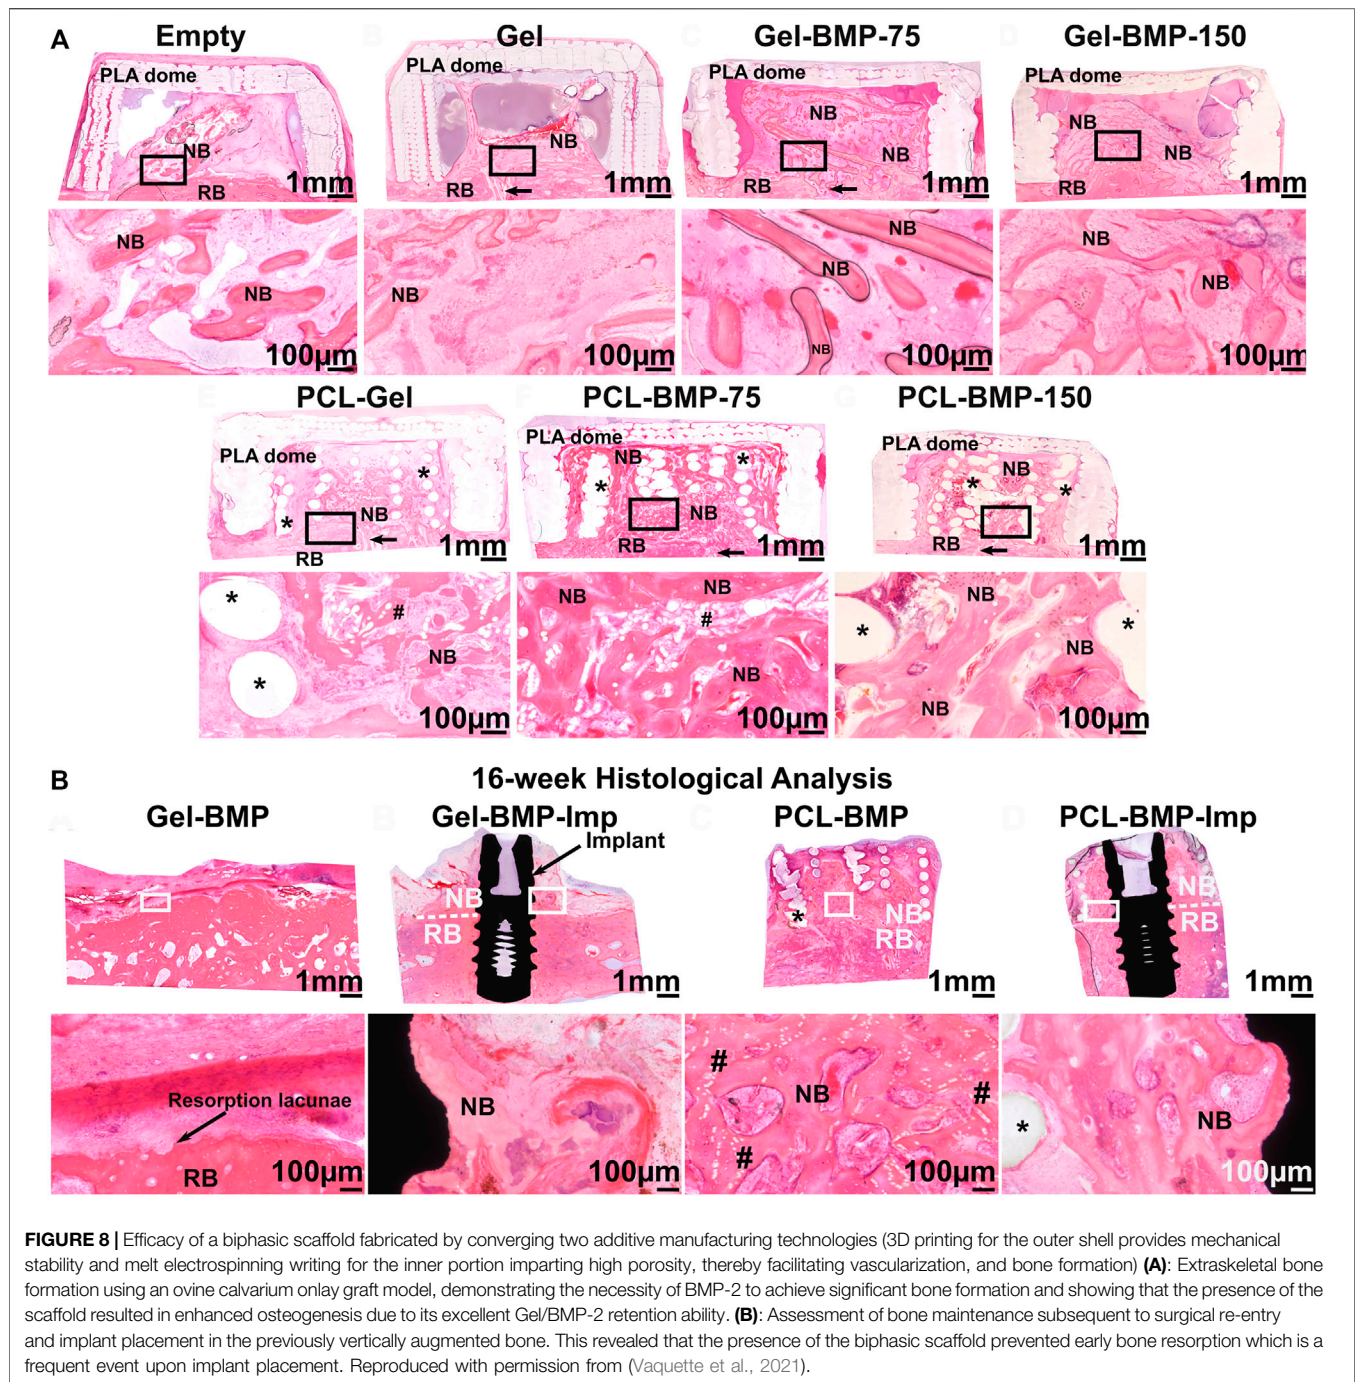 A
Empty
B
Gel
C
Gel-BMP-75
D
Gel-BMP-150
PLA dome
NB
RB
1mm
PLA dome
NB
RB
1mm
PLA dome
NB
NB
RB
1mm
PLA dome
NB
NB
RB
1mm
NB
NB
100µm
NB
100µm
NB
NB
NB
100µm
NB
NB
100µm
E
PCL-Gel
F
PCL-BMP-75
G
PCL-BMP-150
PLA dome
*
*
NB
RB
1mm
PLA dome
NB
*
*
NB
RB
1mm
PLA dome
NB
*
*
RB
1mm
*
*
#
NB
100µm
NB
NB
#
NB
100µm
NB
*
*
NB
NB
100µm
B
16-week Histological Analysis
A
Gel-BMP
B
Gel-BMP-Imp
C
PCL-BMP
D
PCL-BMP-Imp
1mm
Implant
NB
RB
1mm
*
NB
RB
1mm
NB
RB
1mm
Resorption lacunae
RB
100µm
NB
100µm
#
NB
#
#
100µm
*
NB
100µm
FIGURE 8 | Efficacy of a biphasic scaffold fabricated by converging two additive manufacturing technologies (3D printing for the outer shell provides mechanical
stability and melt electrospinning writing for the inner portion imparting high porosity, thereby facilitating vascularization, and bone formation) (A): Extraskeletal bone
formation using an ovine calvarium onlay graft model, demonstrating the necessity of BMP-2 to achieve significant bone formation and showing that the presence of the
scaffold resulted in enhanced osteogenesis due to its excellent Gel/BMP-2 retention ability. (B): Assessment of bone maintenance subsequent to surgical re-entry
and implant placement in the previously vertically augmented bone. This revealed that the presence of the biphasic scaffold prevented early bone resorption which is a
frequent event upon implant placement. Reproduced with permission from (Vaquette et al., 2021).